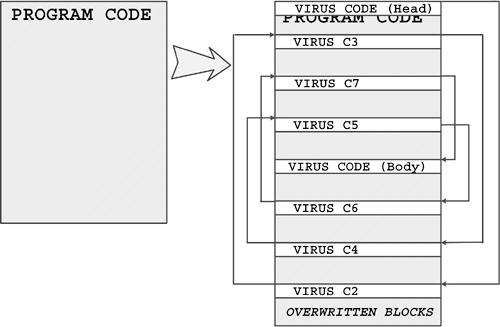 PROGRAM CODE
VIRUS CODE (Head)
PROGRAM CODE
VIRUS C3
VIRUS C7
VIRUS C5
VIRUS CODE (Body)
VIRUS C6
VIRUS C4
VIRUS C2
OVERWRITTEN BLOCKS